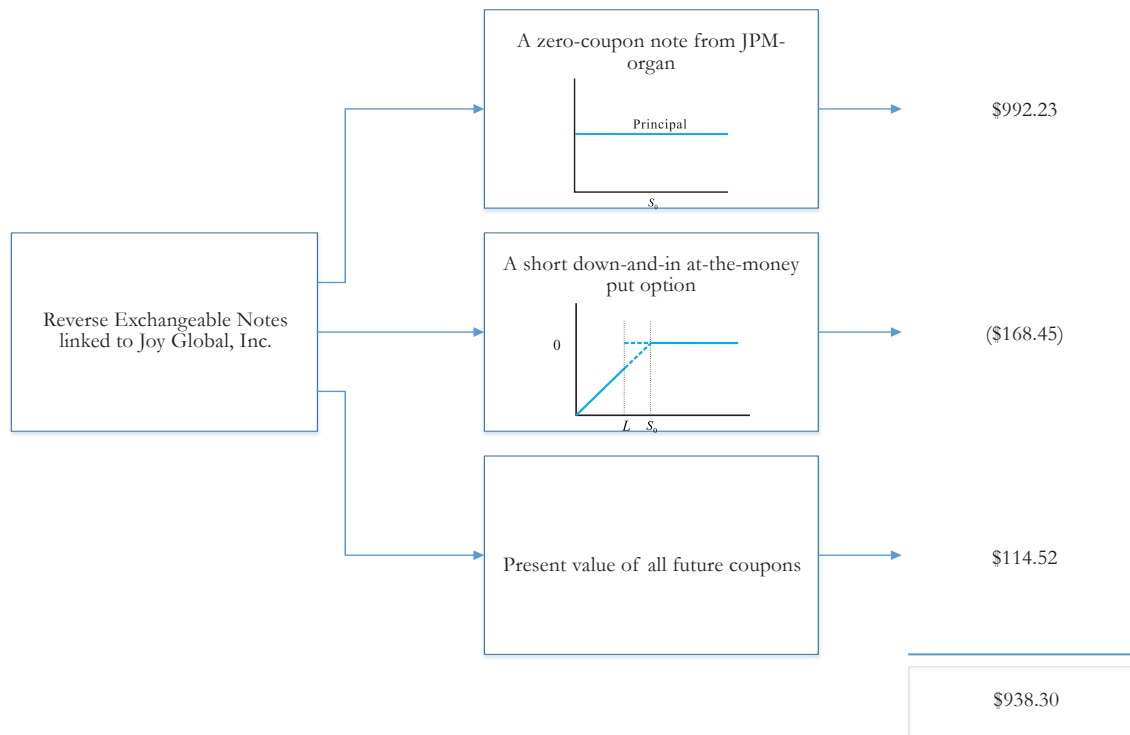 A zero-coupon note from JPM-
organ
Principal
S₀
$992.23
Reverse Exchangeable Notes
linked to Joy Global, Inc.
A short down-and-in at-the-money
put option
0
L S₀
($168.45)
Present value of all future coupons
$114.52
$938.30